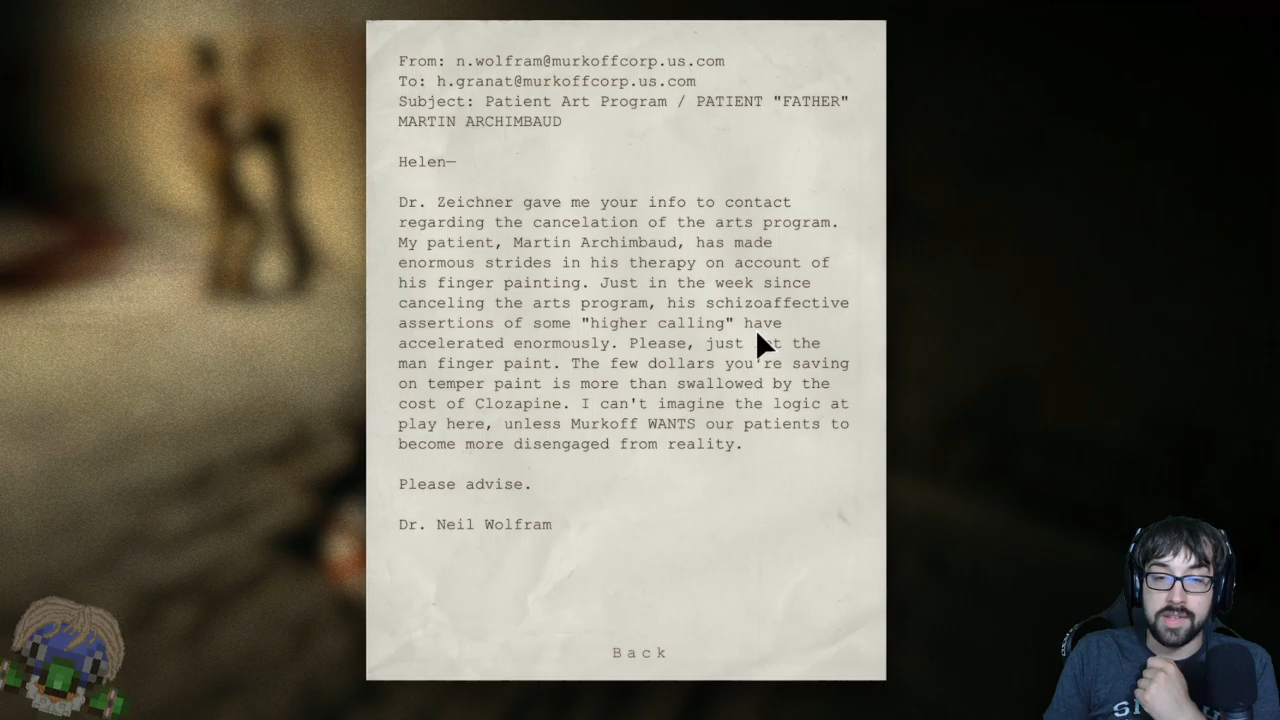 From: n.wolfram@murkoffcorp.us.com
To: h.granat@murkoffcorp.us.com
Subject: Patient Art Program / PATIENT "FATHER"
MARTIN ARCHIMBAUD
Helen—
Dr. Zeichner gave me your info to contact
regarding the cancelation of the arts program.
My patient, Martin Archimbaud, has made
enormous strides in his therapy on account of
his finger painting. Just in the week since
canceling the arts program, his schizoaffective
assertions of some "higher calling" have
accelerated enormously. Please, just the
man finger paint. The few dollars you're saving
on temper paint is more than swallowed by the
cost of Clozapine. I can't imagine the logic at
play here, unless Murkoff WANTS our patients to
become more disengaged from reality.
Please advise.
Dr. Neil Wolfram
Back